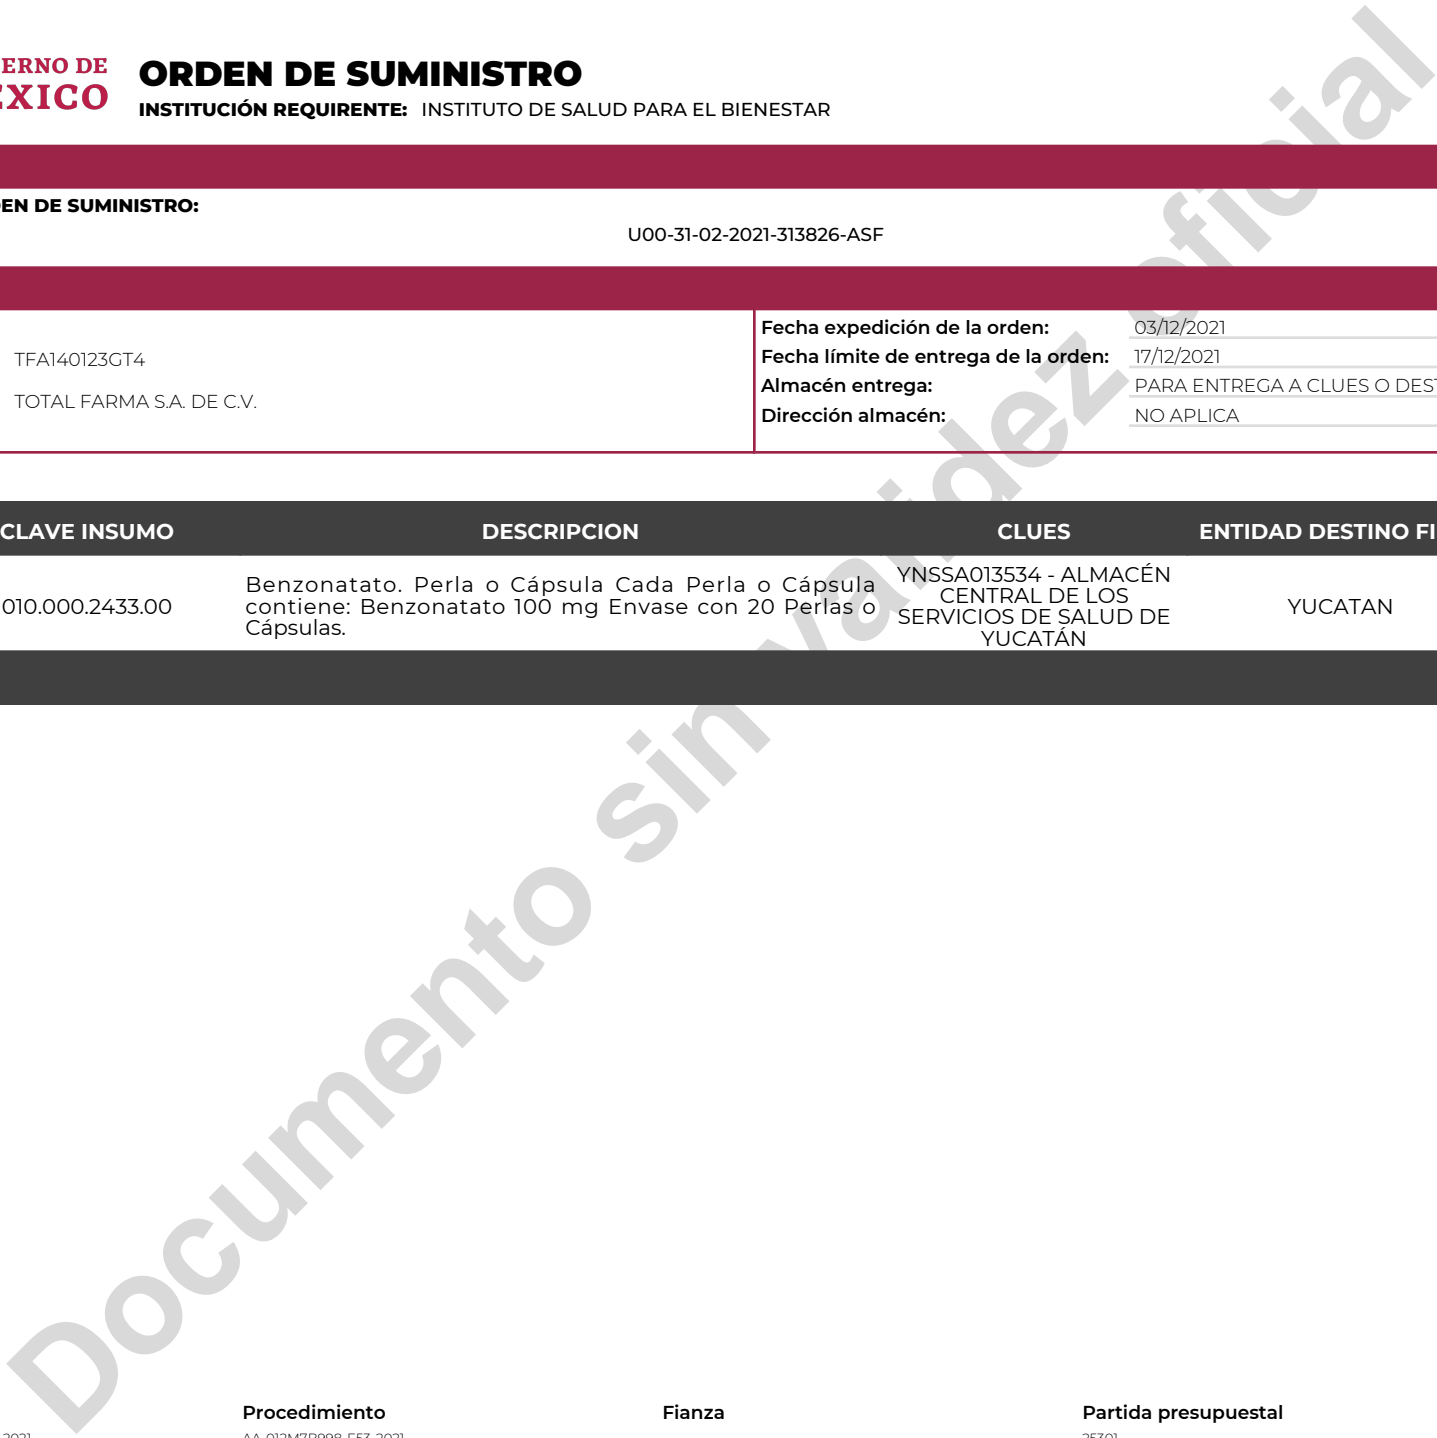 ERNO DE
EXICO
ORDEN DE SUMINISTRO
INSTITUCIÓN REQUIRENTE: INSTITUTO DE SALUD PARA EL BIENESTAR
EN DE SUMINISTRO:
U00-31-02-2021-313826-ASF
TFA140123GT4
TOTAL FARMA S.A. DE C.V.
Fecha expedición de la orden: 03/12/2021
Fecha límite de entrega de la orden: 17/12/2021
Almacén entrega: PARA ENTREGA A CLUES O DEST
Dirección almacén: NO APLICA
CLAVE INSUMO DESCRIPCION CLUES ENTIDAD DESTINO FI
010.000.2433.00
Benzonatato. Perla o Cápsula Cada Perla o Cápsula
contiene: Benzonatato 100 mg Envase con 20 Perlas o
Cápsulas.
YNSSA013534 - ALMACÉN
CENTRAL DE LOS
SERVICIOS DE SALUD DE
YUCATÁN
YUCATAN
Documento sin validez oficial
Procedimiento Fianza Partida presupuestal